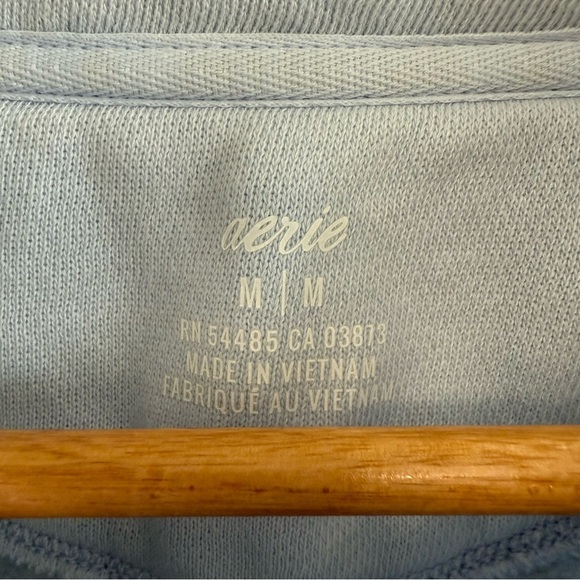 aerie
M | M
RN 54485 CA 03813
MADE IN VIETNAM
FABRIQUÉ AU VIETNAM